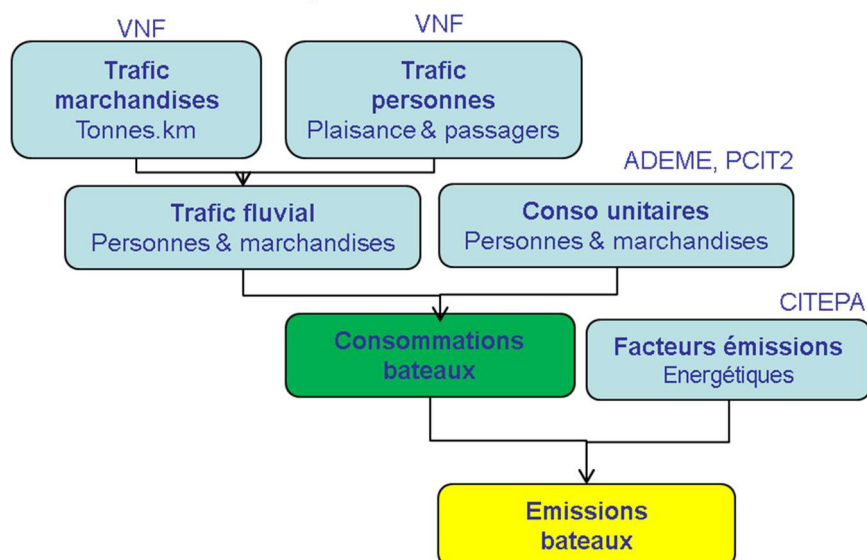 VNF
VNF
Trafic
marchandises
Tonnes.km
Trafic
personnes
Plaisance & passagers
ADEME, PCIT2
Trafic fluvial
Personnes & marchandises
Conso unitaires
Personnes & marchandises
CITEPA
Consommations
bateaux
Facteurs émissions
Energétiques
Emissions
bateaux